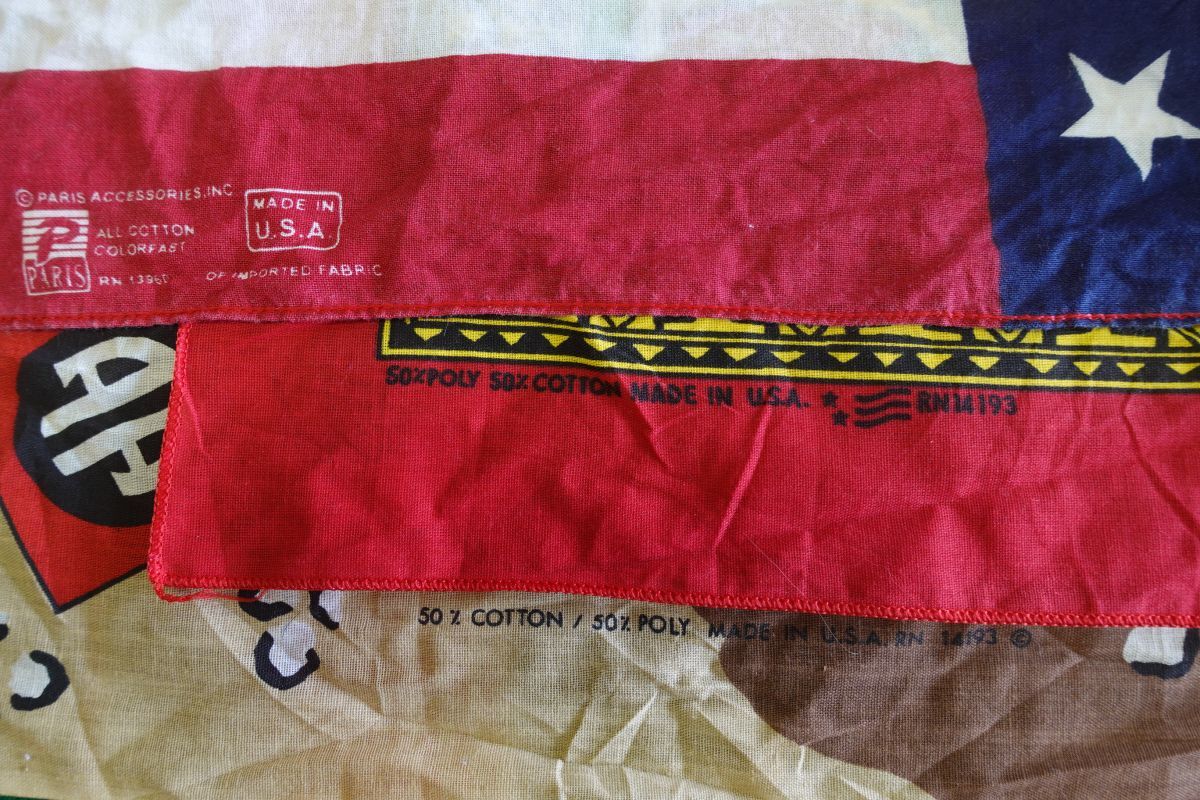 © PARIS ACCESSORIES, INC
P
PARIS
ALL COTTON
COLORFAST
RN 13960
MADE IN
U.S.A.
OF IMPORTED FABRIC
AA
50% POLY 50% COTTON MADE IN U.S.A. RN14193
50% COTTON / 50% POLY MADE IN U.S.A. RN 14193 ©